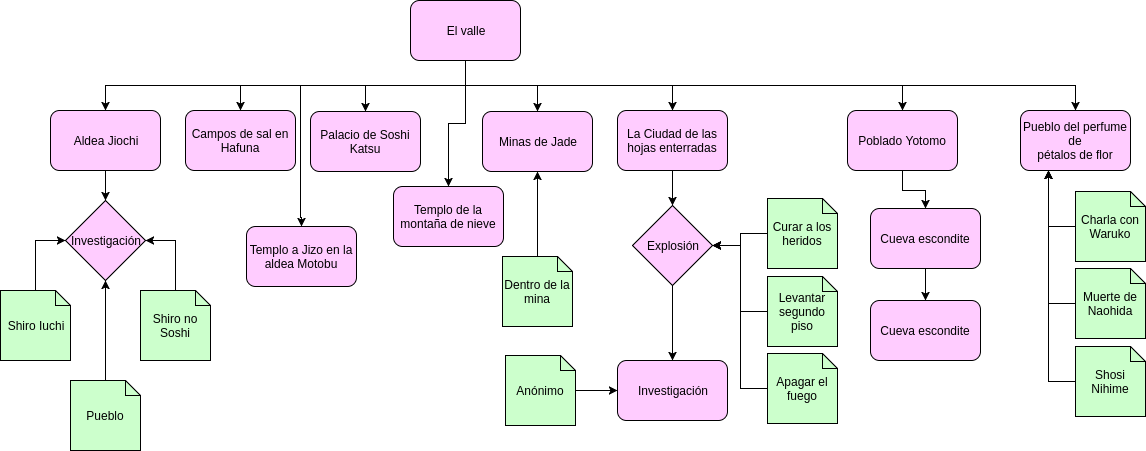 El valle
Aldea Jiochi
Campos de sal en
Hafuna
Palacio de Soshi
Katsu
Minas de Jade
La Ciudad de las
hojas enterradas
Poblado Yotomo
Pueblo del perfume
de
pétalos de flor
Templo de la
montaña de nieve
Templo a Jizo en la
aldea Motobu
Investigación
Explosión
Cueva escondite
Cueva escondite
Curar a los
heridos
Levantar
segundo
piso
Apagar el
fuego
Charla con
Waruko
Muerte de
Naohida
Shosi
Nihime
Dentro de la
mina
Shiro Iuchi
Shiro no
Soshi
Pueblo
Anónimo
Investigación